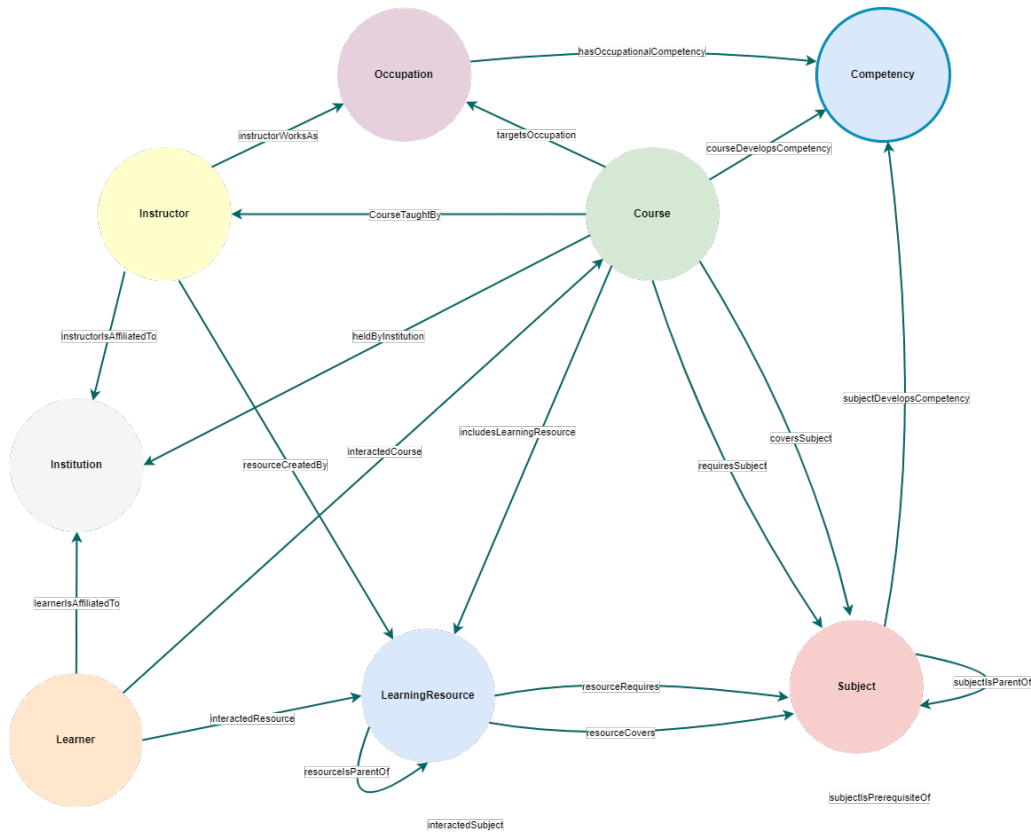 hasOccupationalCompetency
Occupation
Competency
instructorWorksAs
targetsOccupation
courseDevelopsCompetency
Instructor
CourseTaughtBy
Course
instructorIsAffiliatedTo
heldByInstitution
subjectDevelopsCompetency
includesLearningResource
coversSubject
interactedCourse
Institution
resourceCreatedBy
requiresSubject
learnerIsAffiliatedTo
subjectIsParentOf
resourceRequires
Subject
LearningResource
interactedResource
resourceCovers
Learner
resourceIsParentOf
subjectIsPrerequisiteOf
interactedSubject